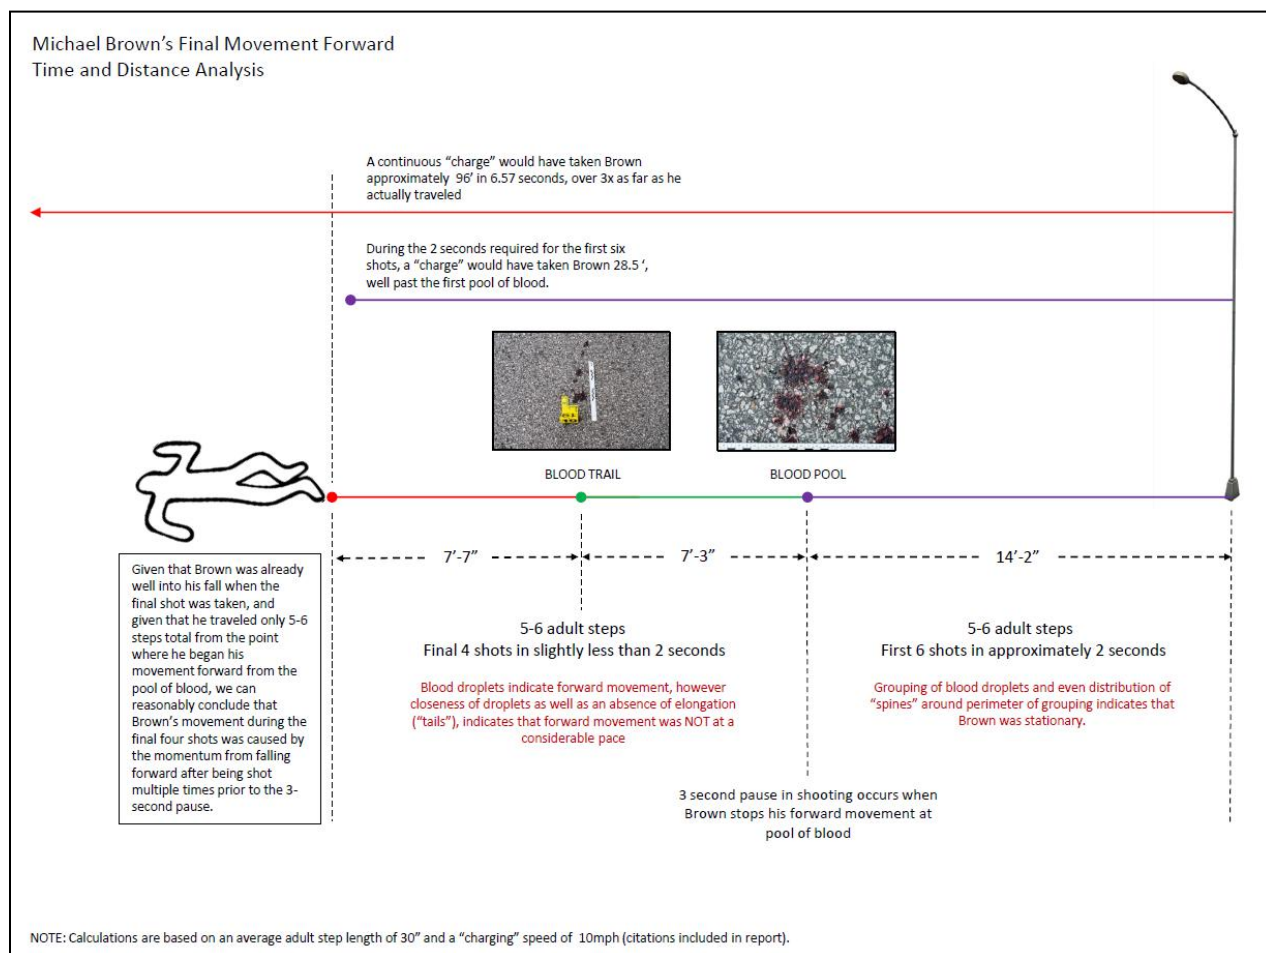 Michael Brown's Final Movement Forward
Time and Distance Analysis
A continuous "charge" would have taken Brown
approximately 96' in 6.57 seconds, over 3x as far as he
actually traveled
During the 2 seconds required for the first six
shots, a "charge" would have taken Brown 28.5 ',
well past the first pool of blood.
BLOOD TRAIL
BLOOD POOL
7'-7"
7'-3"
14'-2"
Given that Brown was already
well into his fall when the
final shot was taken, and
given that he traveled only 5-6
steps total from the point
where he began his
movement forward from the
pool of blood, we can
reasonably conclude that
Brown's movement during the
final four shots was caused by
the momentum from falling
forward after being shot
multiple times prior to the 3-
second pause.
5-6 adult steps
Final 4 shots in slightly less than 2 seconds
Blood droplets indicate forward movement, however
closeness of droplets as well as an absence of elongation
("tails"), indicates that forward movement was NOT at a
considerable pace
5-6 adult steps
First 6 shots in approximately 2 seconds
Grouping of blood droplets and even distribution of
"spines" around perimeter of grouping indicates that
Brown was stationary.
3 second pause in shooting occurs when
Brown stops his forward movement at
pool of blood
NOTE: Calculations are based on an average adult step length of 30" and a "charging" speed of 10mph (citations included in report).